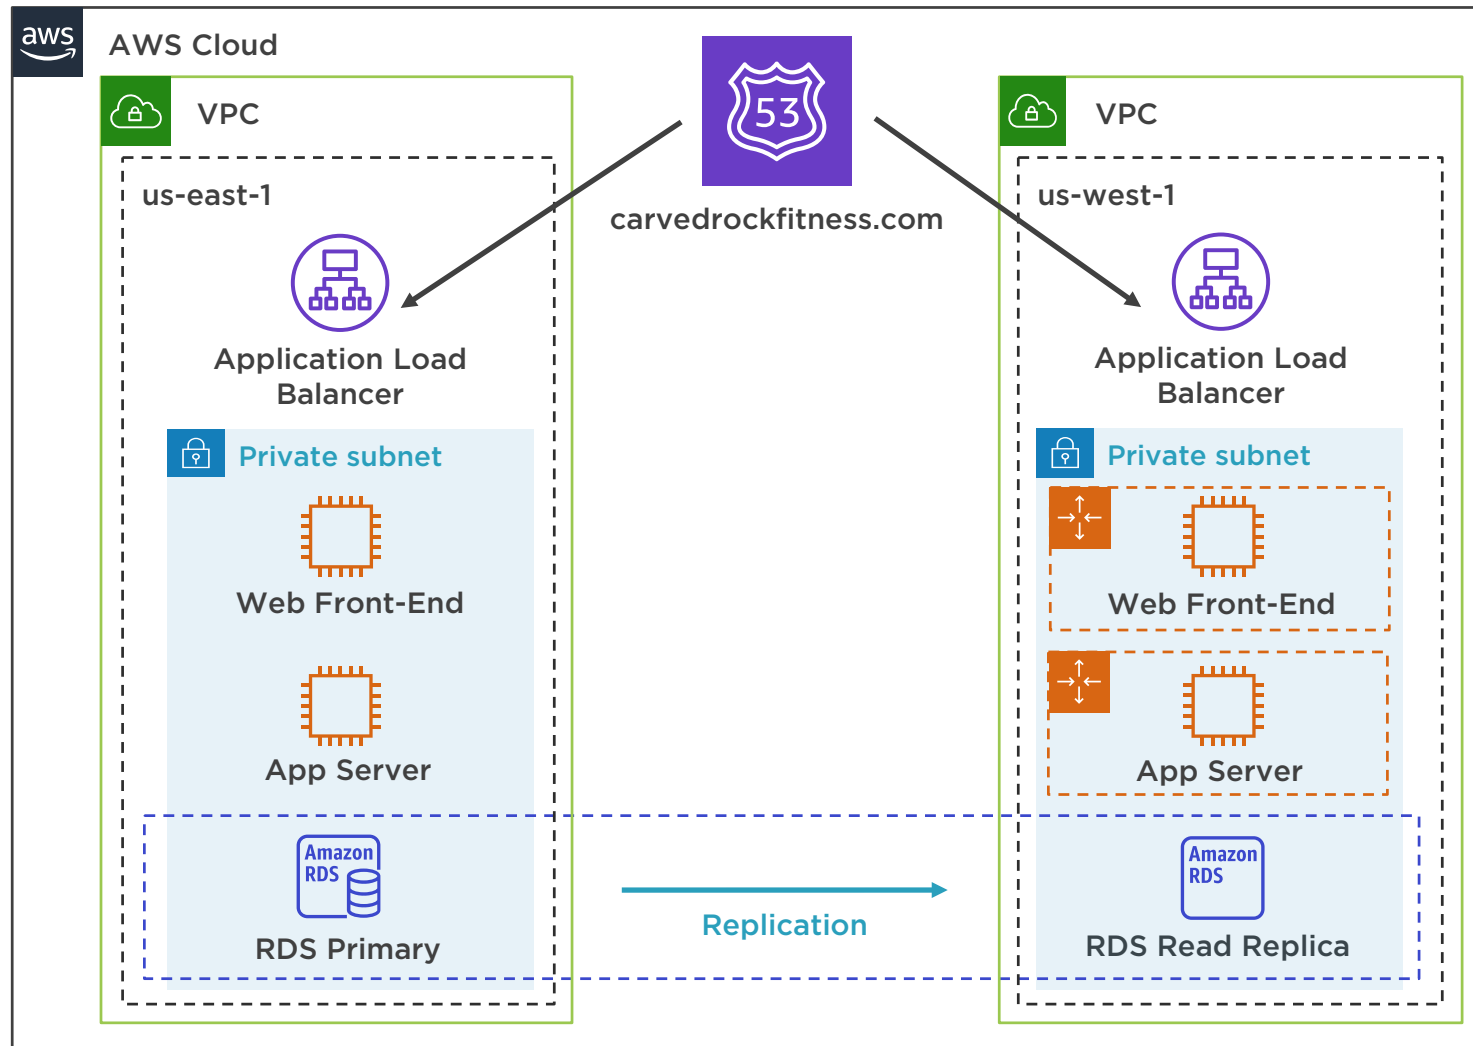 aws
AWS Cloud
VPC
us-east-1
Application Load
Balancer
Private subnet
Web Front-End
App Server
Amazon
RDS
RDS Primary
53
carvedrockfitness.com
Replication
VPC
us-west-1
Application Load
Balancer
Private subnet
Web Front-End
App Server
Amazon
RDS
RDS Read Replica